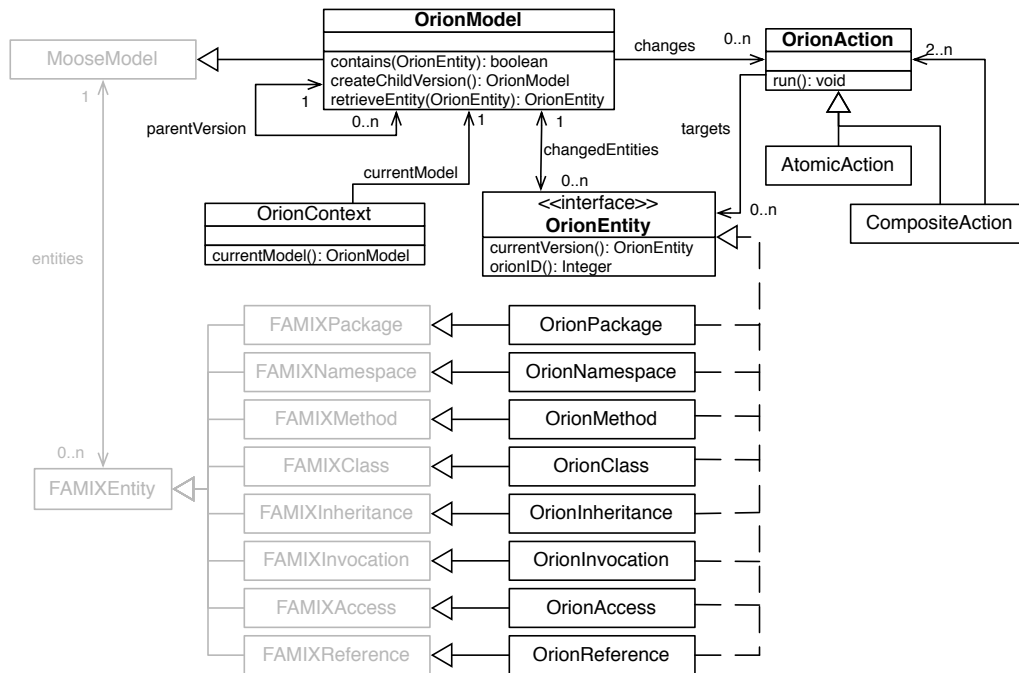 OrionModel
contains(OrionEntity): boolean
createChildVersion(): OrionModel
retrieveEntity(OrionEntity): OrionEntity
MooseModel
changes
0..n
OrionAction
run(): void
2..n
1
1
parentVersion
0..n
1
1
changedEntities
0..n
targets
0..n
AtomicAction
CompositeAction
currentModel
OrionContext
currentModel(): OrionModel
<<interface>>
OrionEntity
currentVersion(): OrionEntity
orionID(): Integer
entities
0..n
FAMIXEntity
FAMIXPackage
OrionPackage
FAMIXNamespace
OrionNamespace
FAMIXMethod
OrionMethod
FAMIXClass
OrionClass
FAMIXInheritance
OrionInheritance
FAMIXInvocation
OrionInvocation
FAMIXAccess
OrionAccess
FAMIXReference
OrionReference